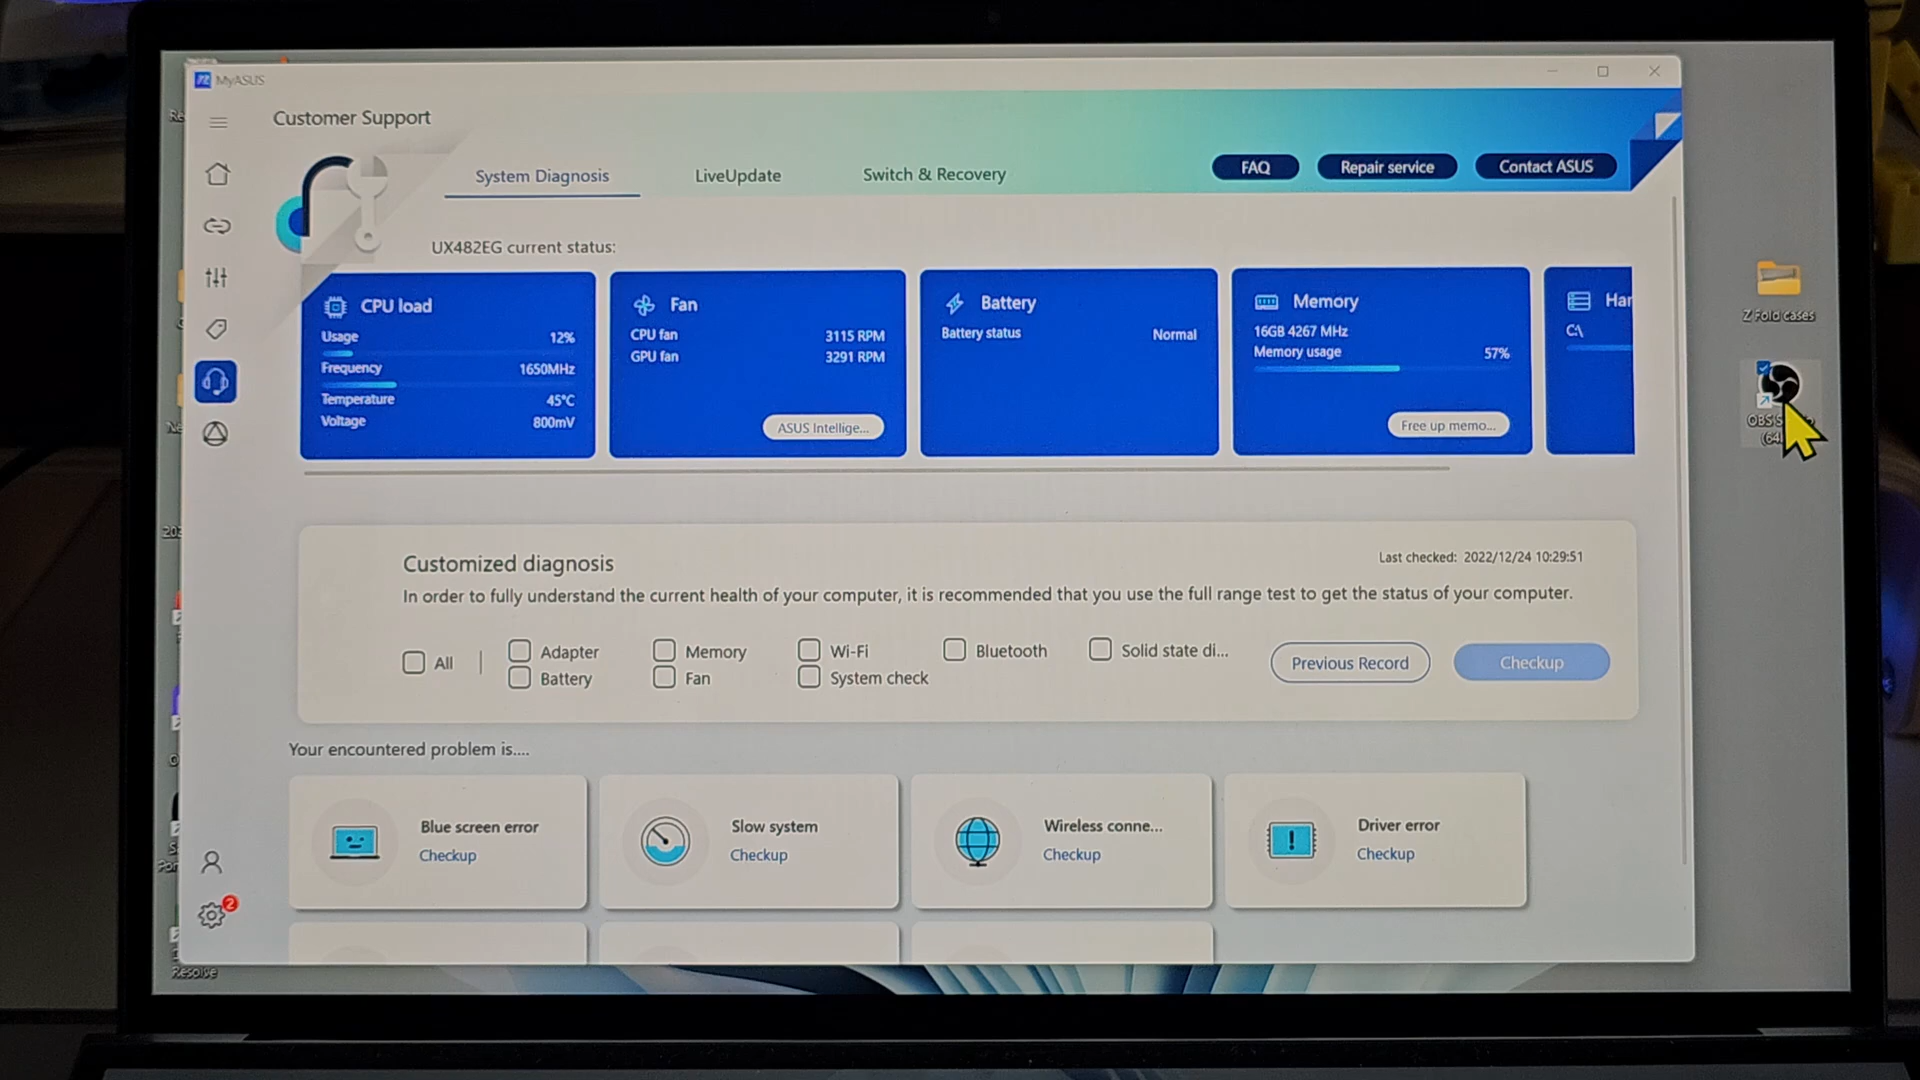 MyASUS
Customer Support
System Diagnosis
LiveUpdate
Switch & Recovery
FAQ
Repair service
Contact ASUS
UX482EG current status:
CPU load
Usage 12%
Frequency 1650MHz
Temperature 45°C
Voltage 800mV
Fan
CPU fan 3115 RPM
GPU fan 3291 RPM
ASUS Intellige...
Battery
Battery status Normal
Memory
16GB 4267 MHz
Memory usage 57%
Free up memo...
Har
C:\
Customized diagnosis
Last checked: 2022/12/24 10:29:51
In order to fully understand the current health of your computer, it is recommended that you use the full range test to get the status of your computer.
All
Adapter
Memory
Wi-Fi
Bluetooth
Solid state di...
Battery
Fan
System check
Previous Record
Checkup
Your encountered problem is....
Blue screen error
Checkup
Slow system
Checkup
Wireless conne...
Checkup
Driver error
Checkup
2
Z Fold cases
OBS
(64
Resolve